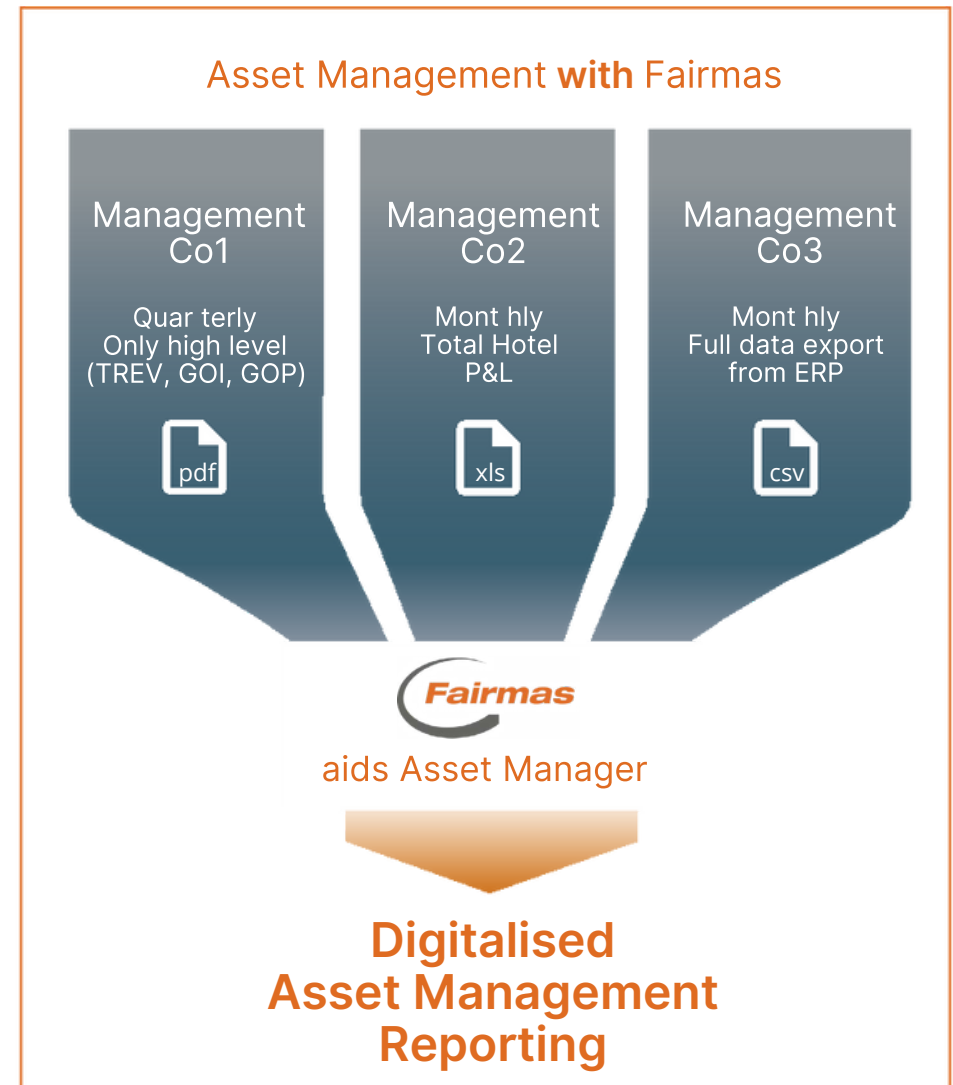 Asset Management with Fairmas
Management
Co1
Quar terly
Only high level
(TREV, GOI, GOP)
pdf
Management
Co2
Mont hly
Total Hotel
P&L
xls
Management
Co3
Mont hly
Full data export
from ERP
csv
Fairmas
aids Asset Manager
Digitalised
Asset Management
Reporting